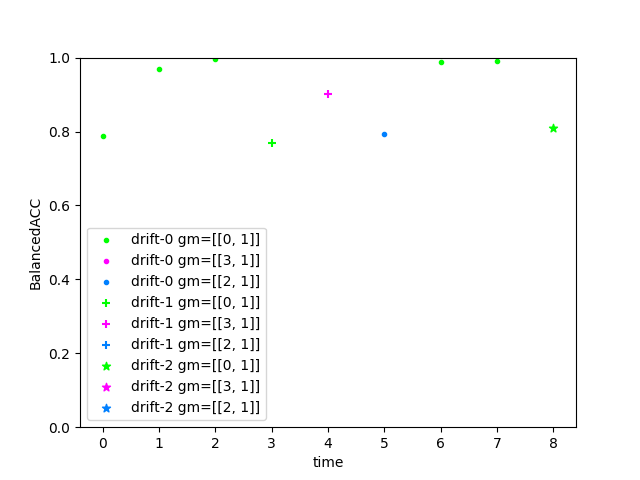 1.0
0.8
0.6
0.4
0.2
0.0
BalancedACC
drift-0 gm=[[0, 1]]
drift-0 gm=[[3, 1]]
drift-0 gm=[[2, 1]]
drift-1 gm=[[0, 1]]
drift-1 gm=[[3, 1]]
drift-1 gm=[[2, 1]]
drift-2 gm=[[0, 1]]
drift-2 gm=[[3, 1]]
drift-2 gm=[[2, 1]]
0 1 2 3 4 5 6 7 8
time